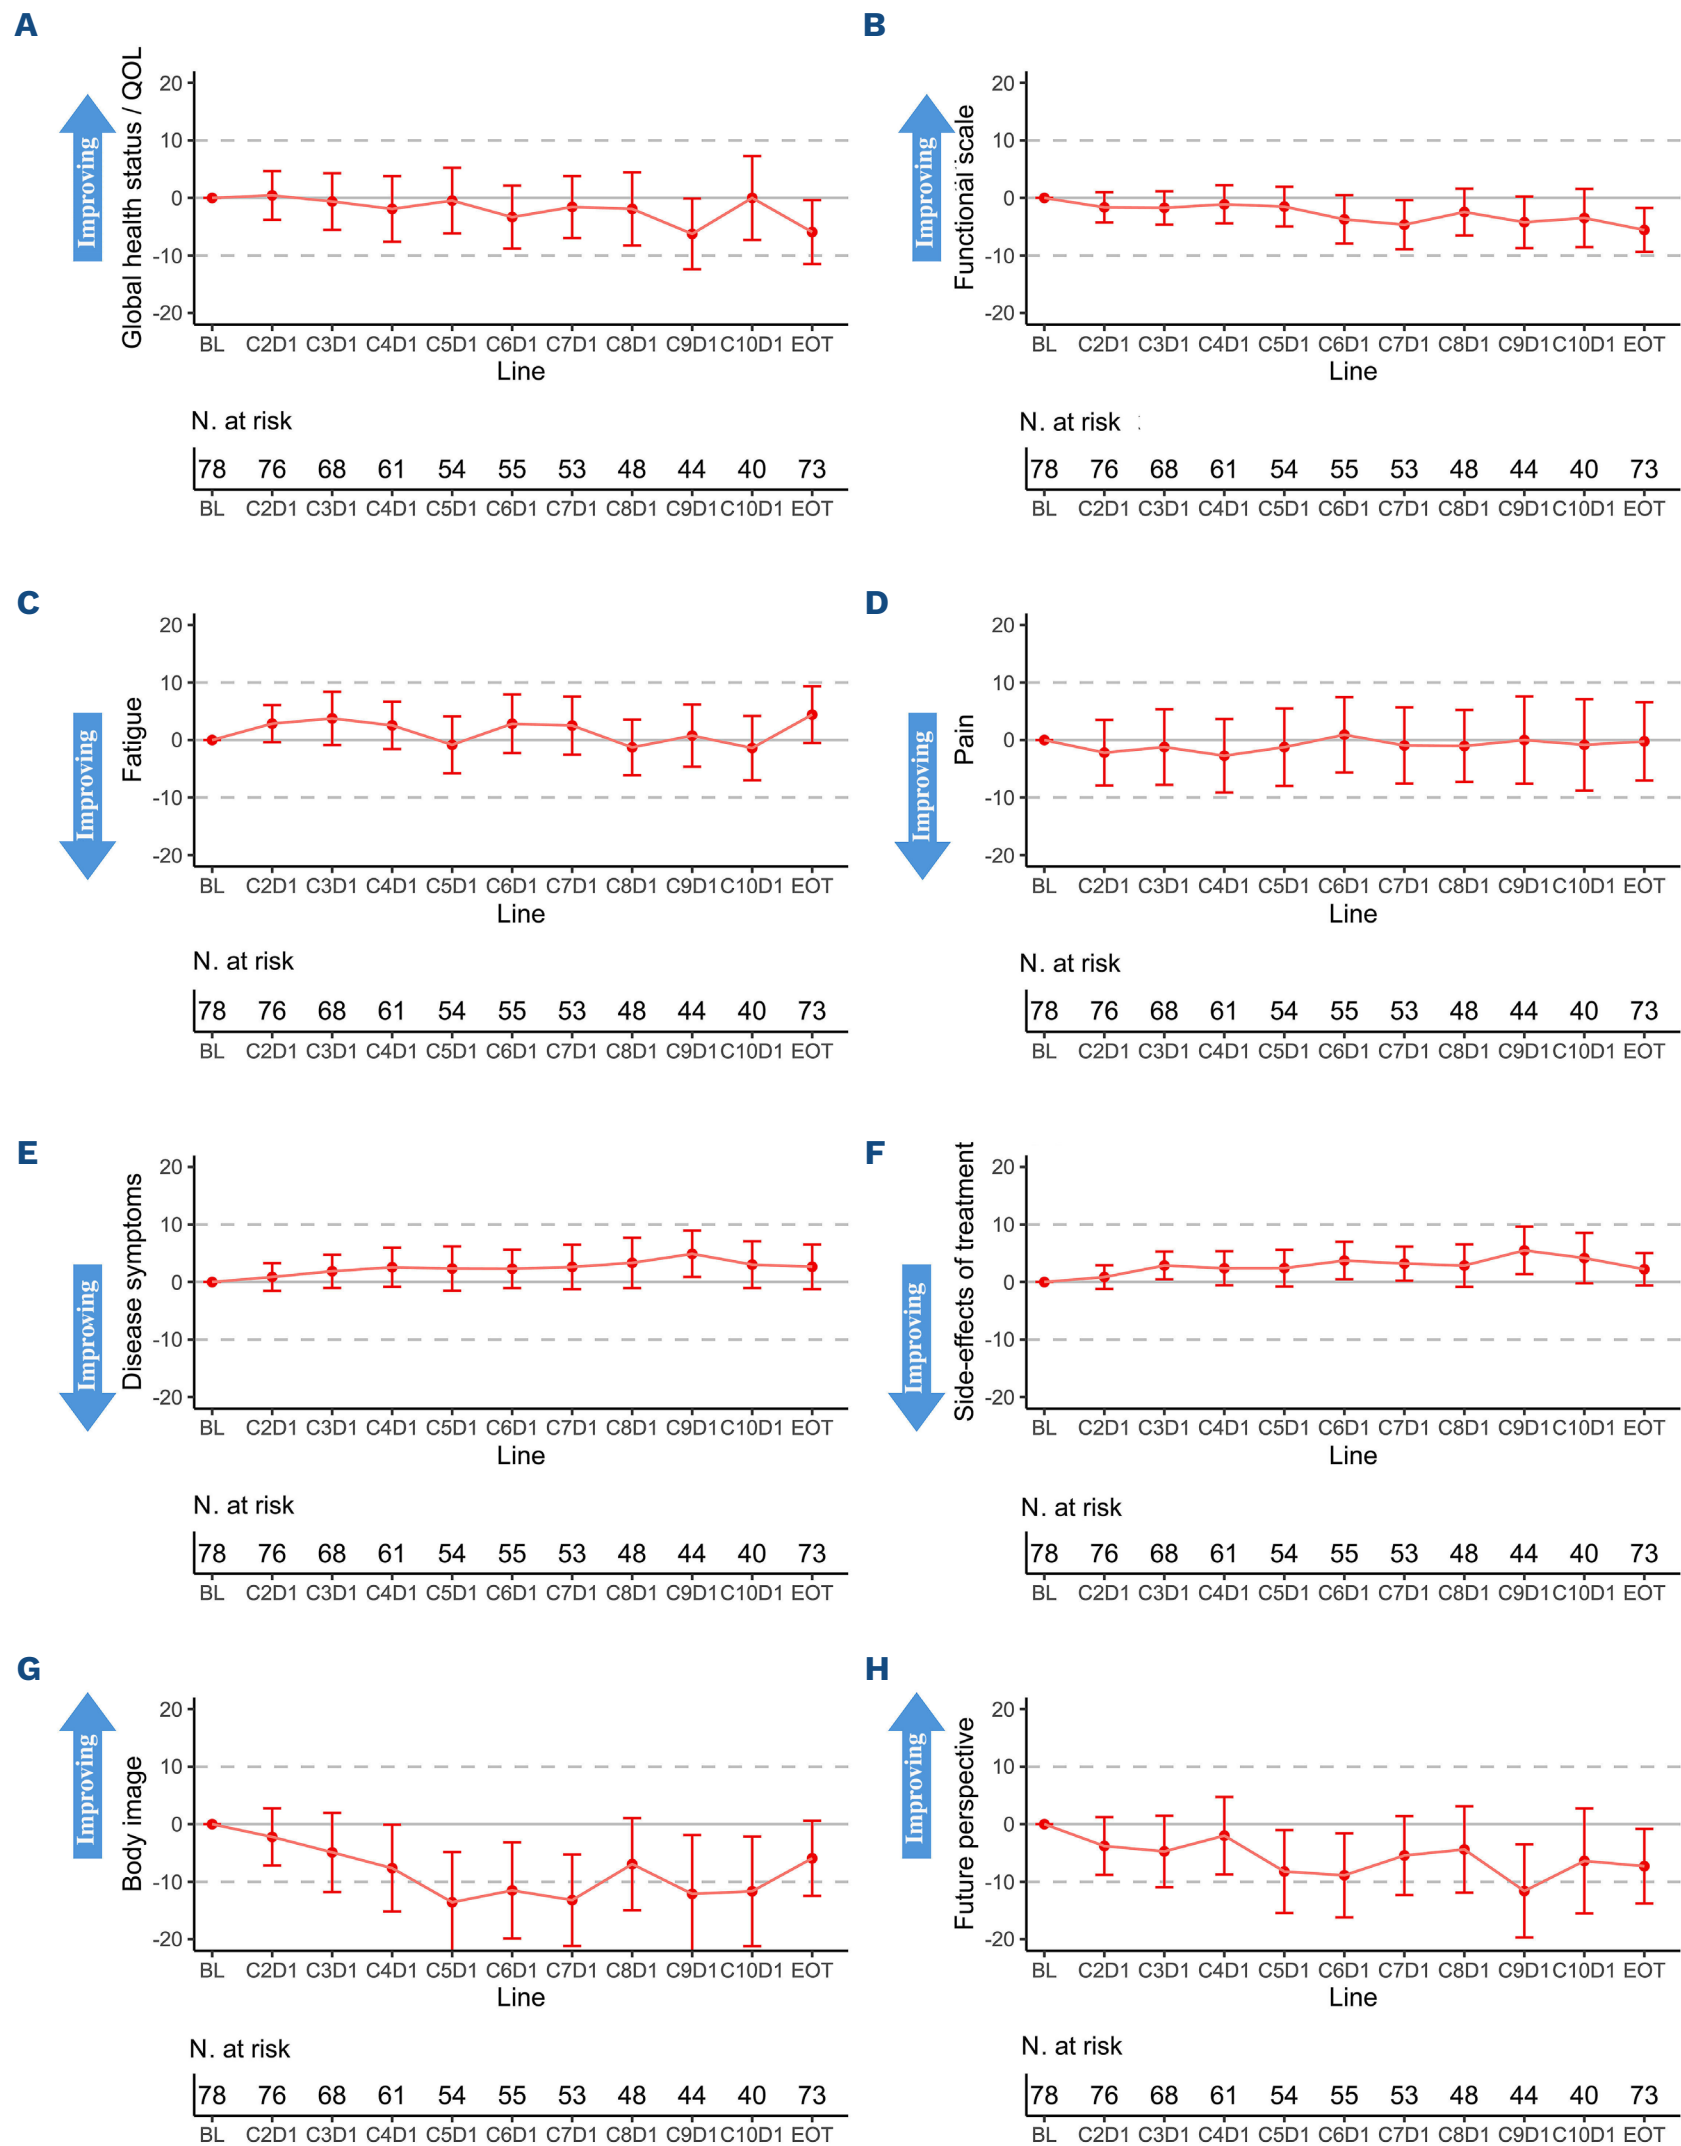 A
Improving
Global health status / QOL
20
10
0
-10
-20
BL C2D1 C3D1 C4D1 C5D1 C6D1 C7D1 C8D1 C9D1 C10D1 EOT
Line
N. at risk
78 76 68 61 54 55 53 48 44 40 73
BL C2D1 C3D1 C4D1 C5D1 C6D1 C7D1 C8D1 C9D1 C10D1 EOT
B
Improving
Functional scale
20
10
0
-10
-20
BL C2D1 C3D1 C4D1 C5D1 C6D1 C7D1 C8D1 C9D1 C10D1 EOT
Line
N. at risk
78 76 68 61 54 55 53 48 44 40 73
BL C2D1 C3D1 C4D1 C5D1 C6D1 C7D1 C8D1 C9D1 C10D1 EOT
C
Improving
Fatigue
20
10
0
-10
-20
BL C2D1 C3D1 C4D1 C5D1 C6D1 C7D1 C8D1 C9D1 C10D1 EOT
Line
N. at risk
78 76 68 61 54 55 53 48 44 40 73
BL C2D1 C3D1 C4D1 C5D1 C6D1 C7D1 C8D1 C9D1 C10D1 EOT
D
Improving
Pain
20
10
0
-10
-20
BL C2D1 C3D1 C4D1 C5D1 C6D1 C7D1 C8D1 C9D1 C10D1 EOT
Line
N. at risk
78 76 68 61 54 55 53 48 44 40 73
BL C2D1 C3D1 C4D1 C5D1 C6D1 C7D1 C8D1 C9D1 C10D1 EOT
E
Improving
Disease symptoms
20
10
0
-10
-20
BL C2D1 C3D1 C4D1 C5D1 C6D1 C7D1 C8D1 C9D1 C10D1 EOT
Line
N. at risk
78 76 68 61 54 55 53 48 44 40 73
BL C2D1 C3D1 C4D1 C5D1 C6D1 C7D1 C8D1 C9D1 C10D1 EOT
F
Improving
Side-effects of treatment
20
10
0
-10
-20
BL C2D1 C3D1 C4D1 C5D1 C6D1 C7D1 C8D1 C9D1 C10D1 EOT
Line
N. at risk
78 76 68 61 54 55 53 48 44 40 73
BL C2D1 C3D1 C4D1 C5D1 C6D1 C7D1 C8D1 C9D1 C10D1 EOT
G
Improving
Body image
20
10
0
-10
-20
BL C2D1 C3D1 C4D1 C5D1 C6D1 C7D1 C8D1 C9D1 C10D1 EOT
Line
N. at risk
78 76 68 61 54 55 53 48 44 40 73
BL C2D1 C3D1 C4D1 C5D1 C6D1 C7D1 C8D1 C9D1 C10D1 EOT
H
Improving
Future perspective
20
10
0
-10
-20
BL C2D1 C3D1 C4D1 C5D1 C6D1 C7D1 C8D1 C9D1 C10D1 EOT
Line
N. at risk
78 76 68 61 54 55 53 48 44 40 73
BL C2D1 C3D1 C4D1 C5D1 C6D1 C7D1 C8D1 C9D1 C10D1 EOT